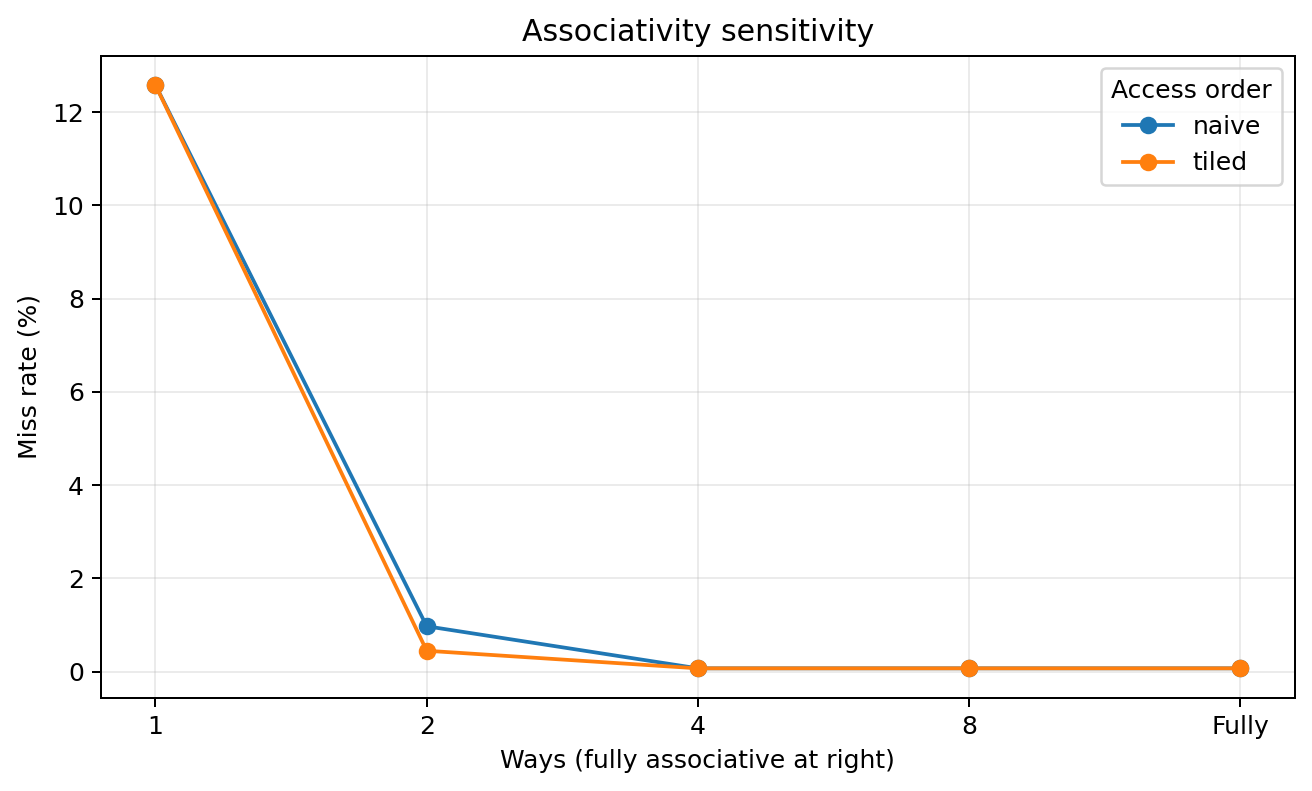 Associativity sensitivity
Access order
naive
tiled
12
10
8
6
4
2
0
Miss rate (%)
1 2 4 8 Fully
Ways (fully associative at right)